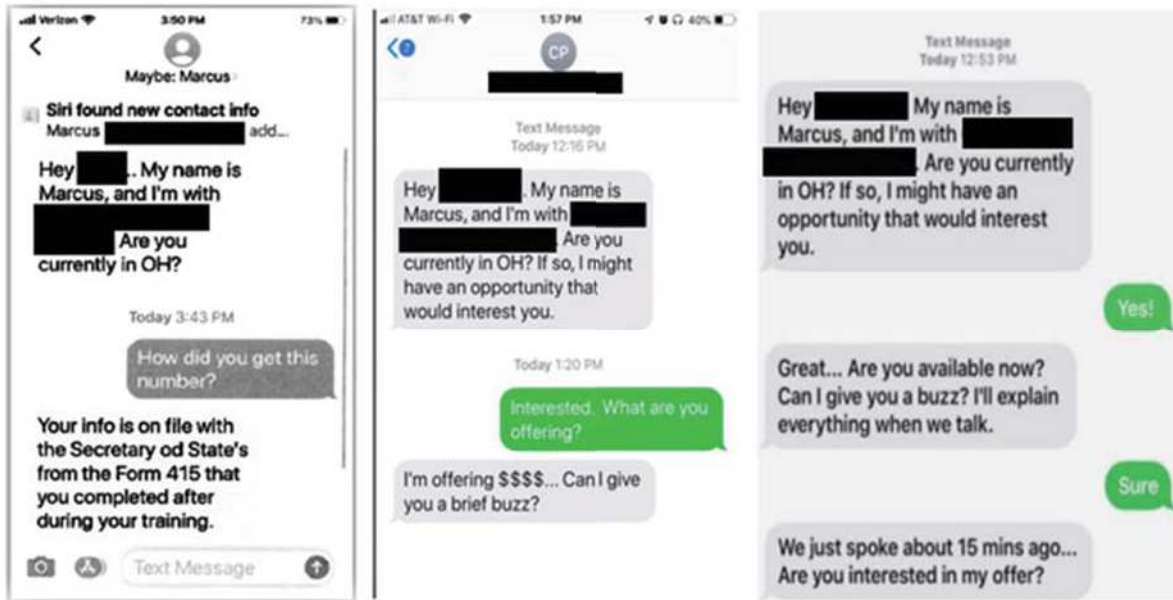 Verizon
3:50 PM
73%
Maybe: Marcus
Siri found new contact info
Marcus add...
Hey .. My name is
Marcus, and I'm with
Are you
currently in OH?
Today 3:43 PM
How did you get this
number?
Your info is on file with
the Secretary od State's
from the Form 415 that
you completed after
during your training.
Text Message
AT&T Wi-Fi
1:57 PM
40%
CP
Text Message
Today 12:16 PM
Hey . My name is
Marcus, and I'm with
. Are you
currently in OH? If so, I might
have an opportunity that
would interest you.
Today 1:20 PM
Interested. What are you
offering?
I'm offering $$$$... Can I give
you a brief buzz?
Text Message
Today 12:53 PM
Hey My name is
Marcus, and I'm with
. Are you currently
in OH? If so, I might have an
opportunity that would interest
you.
Yes!
Great... Are you available now?
Can I give you a buzz? I'll explain
everything when we talk.
Sure
We just spoke about 15 mins ago...
Are you interested in my offer?